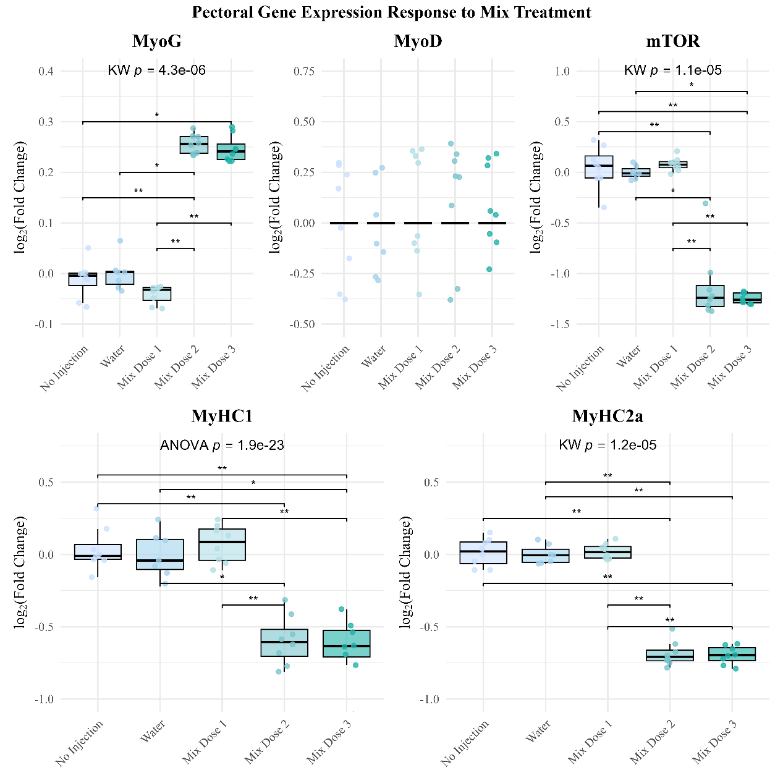 Pectoral Gene Expression Response to Mix Treatment
MyoG
MyoD
mTOR
KW p = 4.3e-06
KW p = 1.1e-05
log2(Fold Change)
0.4
0.3
0.2
0.1
0.0
-0.1
*
*
**
**
**
No Injection
Water
Mix Dose 1
Mix Dose 2
Mix Dose 3
log2(Fold Change)
0.75
0.50
0.25
0.00
-0.25
-0.50
No Injection
Water
Mix Dose 1
Mix Dose 2
Mix Dose 3
log2(Fold Change)
1.0
0.5
0.0
-0.5
-1.0
-1.5
*
**
**
*
**
**
No Injection
Water
Mix Dose 1
Mix Dose 2
Mix Dose 3
MyHC1
MyHC2a
ANOVA p = 1.9e-23
KW p = 1.2e-05
log2(Fold Change)
0.5
0.0
-0.5
-1.0
**
*
**
**
*
**
No Injection
Water
Mix Dose 1
Mix Dose 2
Mix Dose 3
log2(Fold Change)
0.5
0.0
-0.5
-1.0
**
**
**
**
**
**
No Injection
Water
Mix Dose 1
Mix Dose 2
Mix Dose 3